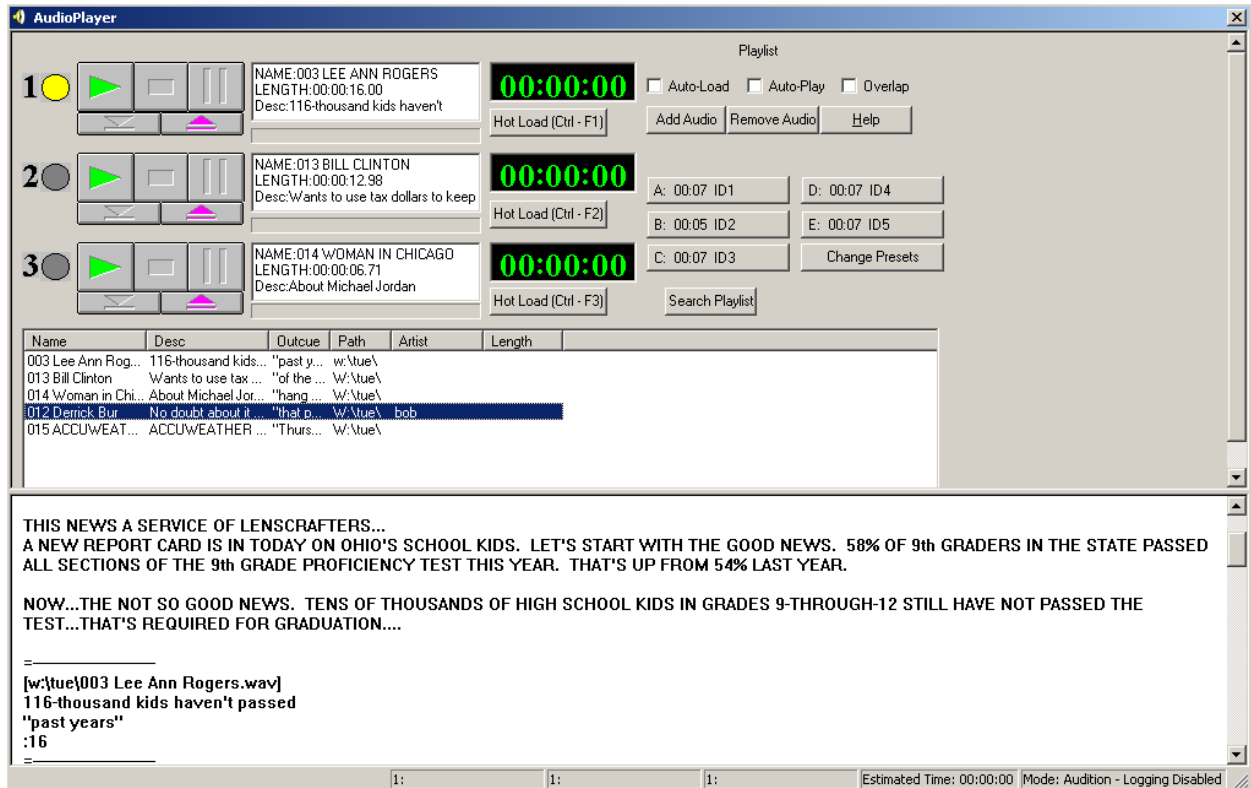 AudioPlayer
Playlist
1
NAME:003 LEE ANN ROGERS
LENGTH:00:00:16.00
Desc:116-thousand kids haven't
00:00:00
Hot Load (Ctrl - F1)
Auto-Load Auto-Play Overlap
Add Audio Remove Audio Help
2
NAME:013 BILL CLINTON
LENGTH:00:00:12.98
Desc:Wants to use tax dollars to keep
00:00:00
Hot Load (Ctrl - F2)
A: 00:07 ID1 D: 00:07 ID4
B: 00:05 ID2 E: 00:07 ID5
3
NAME:014 WOMAN IN CHICAGO
LENGTH:00:00:06.71
Desc:About Michael Jordan
00:00:00
Hot Load (Ctrl - F3)
C: 00:07 ID3 Change Presets
Search Playlist
Name Desc Outcue Path Artist Length
003 Lee Ann Rog... 116-thousand kids... "past y... w:\tue\
013 Bill Clinton Wants to use tax ... "of the ... W:\tue\
014 Woman in Chi... About Michael Jor... "hang ... W:\tue\
012 Derrick Bur No doubt about it ... "that p... W:\tue\ bob
015 ACCUWEAT... ACCUWEATHER ... "Thurs... W:\tue\
THIS NEWS A SERVICE OF LENSCRAFTERS...
A NEW REPORT CARD IS IN TODAY ON OHIO'S SCHOOL KIDS. LET'S START WITH THE GOOD NEWS. 58% OF 9th GRADERS IN THE STATE PASSED
ALL SECTIONS OF THE 9th GRADE PROFICIENCY TEST THIS YEAR. THAT'S UP FROM 54% LAST YEAR.
NOW...THE NOT SO GOOD NEWS. TENS OF THOUSANDS OF HIGH SCHOOL KIDS IN GRADES 9-THROUGH-12 STILL HAVE NOT PASSED THE
TEST...THAT'S REQUIRED FOR GRADUATION....
[w:\tue\003 Lee Ann Rogers.wav]
116-thousand kids haven't passed
"past years"
:16
1: 1: 1: Estimated Time: 00:00:00 Mode: Audition - Logging Disabled